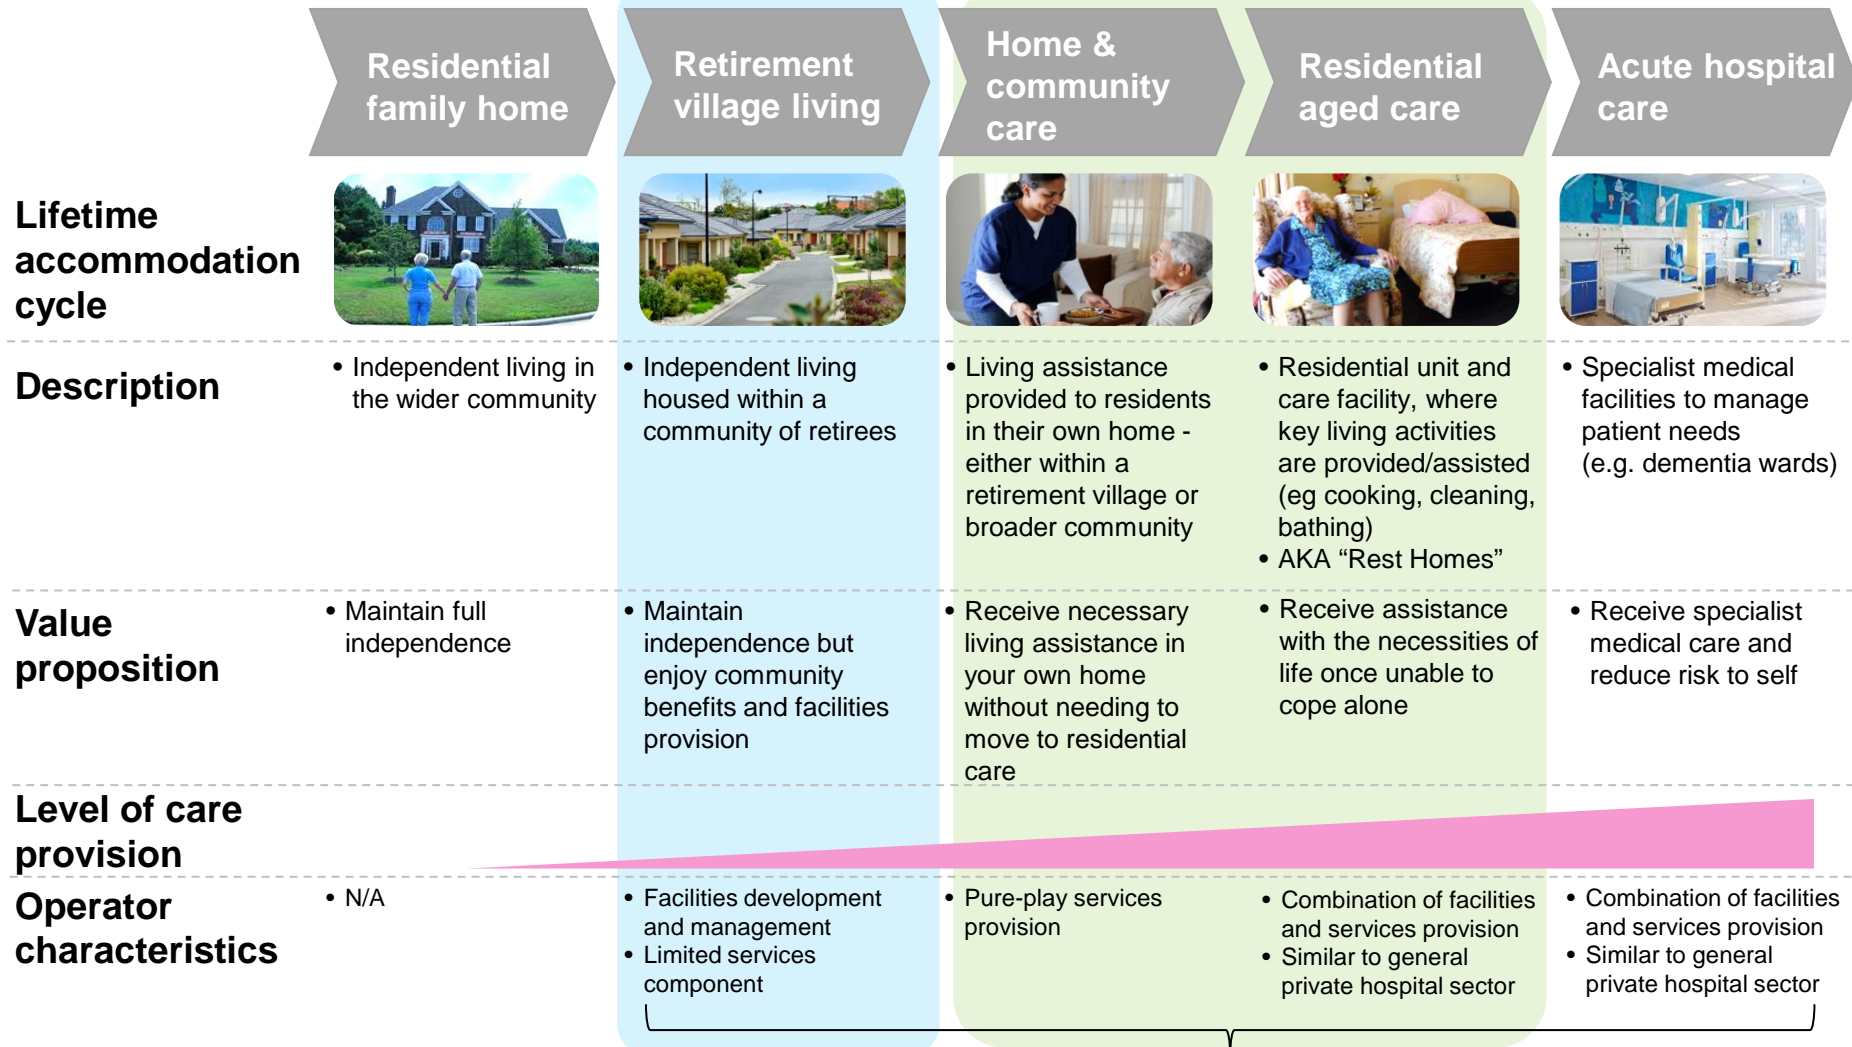 Residential
family home
Retirement
village living
Home &
community
care
Residential
aged care
Acute hospital
care
Lifetime
accommodation
cycle
Description
• Independent living in
the wider community
• Independent living
housed within a
community of retirees
• Living assistance
provided to residents
in their own home -
either within a
retirement village or
broader community
• Residential unit and
care facility, where
key living activities
are provided/assisted
(eg cooking, cleaning,
bathing)
• AKA “Rest Homes”
• Specialist medical
facilities to manage
patient needs
(e.g. dementia wards)
Value
proposition
• Maintain full
independence
• Maintain
independence but
enjoy community
benefits and facilities
provision
• Receive necessary
living assistance in
your own home
without needing to
move to residential
care
• Receive assistance
with the necessities of
life once unable to
cope alone
• Receive specialist
medical care and
reduce risk to self
Level of care
provision
Operator
characteristics
• N/A
• Facilities development
and management
• Limited services
component
• Pure-play services
provision
• Combination of facilities
and services provision
• Similar to general
private hospital sector
• Combination of facilities
and services provision
• Similar to general
private hospital sector